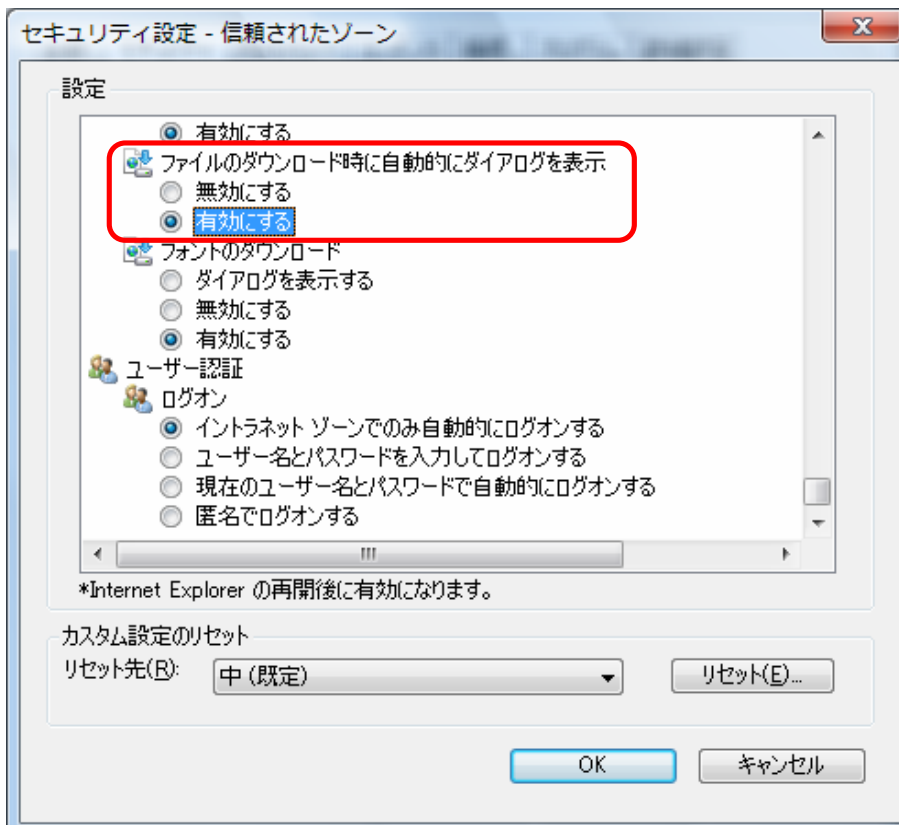 セキュリティ設定 - 信頼されたゾーン
設定
有効にする
ファイルのダウンロード時に自動的にダイアログを表示
無効にする
有効にする
フォントのダウンロード
ダイアログを表示する
無効にする
有効にする
ユーザー認証
ログオン
イントラネット ゾーンでのみ自動的にログオンする
ユーザー名とパスワードを入力してログオンする
現在のユーザー名とパスワードで自動的にログオンする
匿名でログオンする
*Internet Explorer の再開後に有効になります。
カスタム設定のリセット
リセット先(R): 中 (既定) リセット(E)...
OK キャンセル